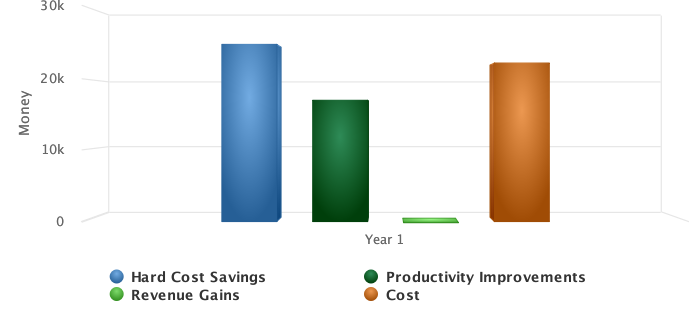 30k
20k
10k
0
Money
Year 1
Hard Cost Savings
Productivity Improvements
Revenue Gains
Cost